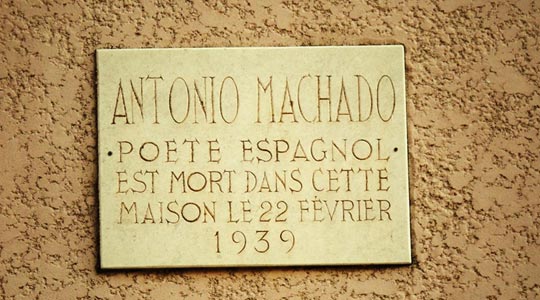 ANTONIO MACHADO
· POETE ESPAGNOL ·
EST MORT DANS CETTE
MAISON LE 22 FÉVRIER
1939